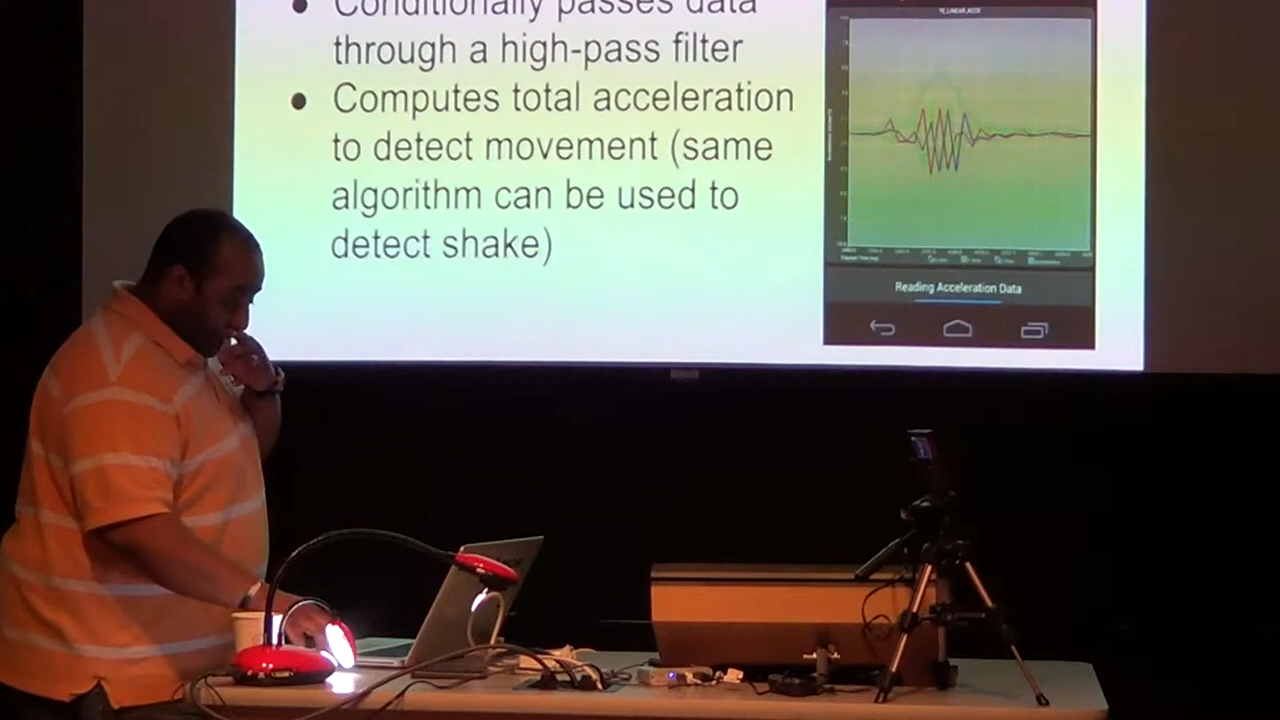 Conditionally passes data
through a high-pass filter
Computes total acceleration
to detect movement (same
algorithm can be used to
detect shake)
Reading Acceleration Data